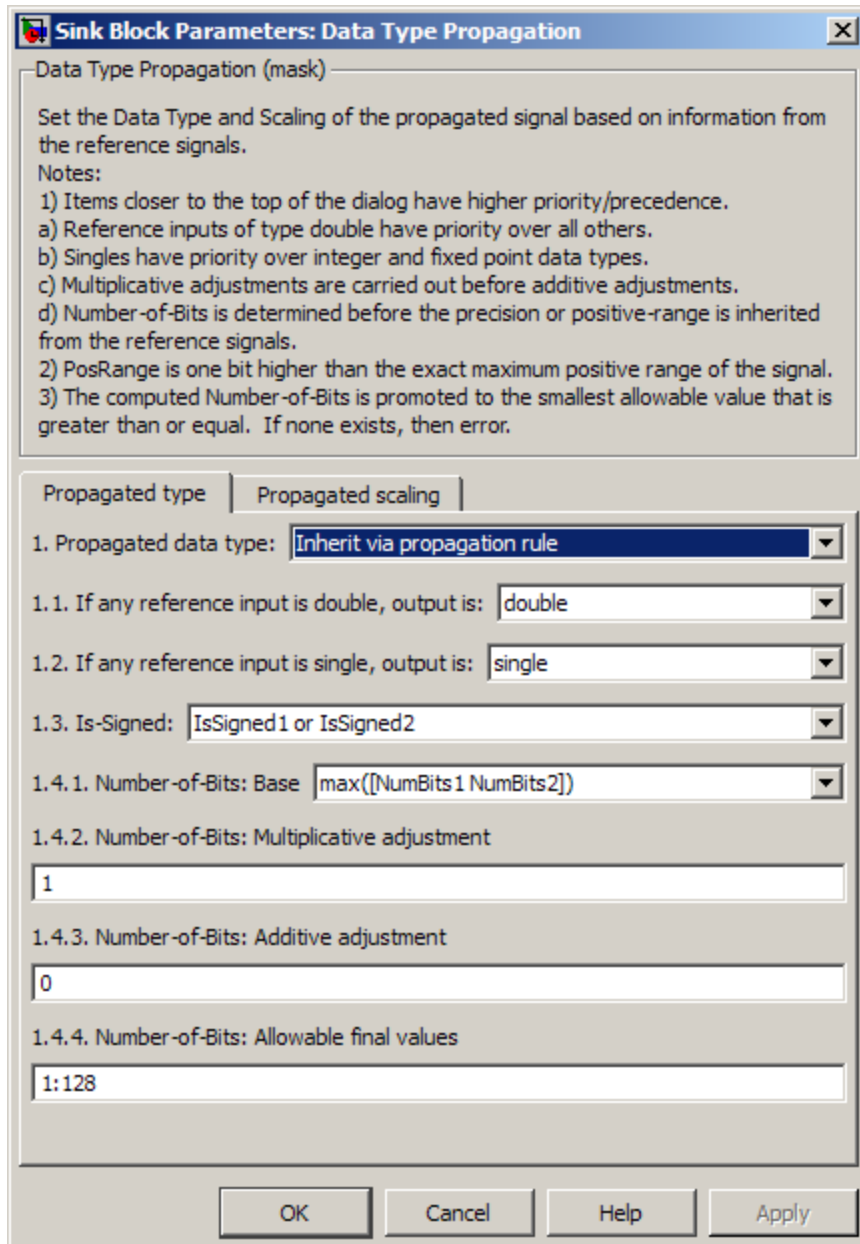 Sink Block Parameters: Data Type Propagation
Data Type Propagation (mask)
Set the Data Type and Scaling of the propagated signal based on information from
the reference signals.
Notes:
1) Items closer to the top of the dialog have higher priority/precedence.
a) Reference inputs of type double have priority over all others.
b) Singles have priority over integer and fixed point data types.
c) Multiplicative adjustments are carried out before additive adjustments.
d) Number-of-Bits is determined before the precision or positive-range is inherited
from the reference signals.
2) PosRange is one bit higher than the exact maximum positive range of the signal.
3) The computed Number-of-Bits is promoted to the smallest allowable value that is
greater than or equal.  If none exists, then error.
Propagated type Propagated scaling
1. Propagated data type: Inherit via propagation rule
1.1. If any reference input is double, output is: double
1.2. If any reference input is single, output is: single
1.3. Is-Signed: IsSigned1 or IsSigned2
1.4.1. Number-of-Bits: Base max([NumBits1 NumBits2])
1.4.2. Number-of-Bits: Multiplicative adjustment
1
1.4.3. Number-of-Bits: Additive adjustment
0
1.4.4. Number-of-Bits: Allowable final values
1:128
OK Cancel Help Apply